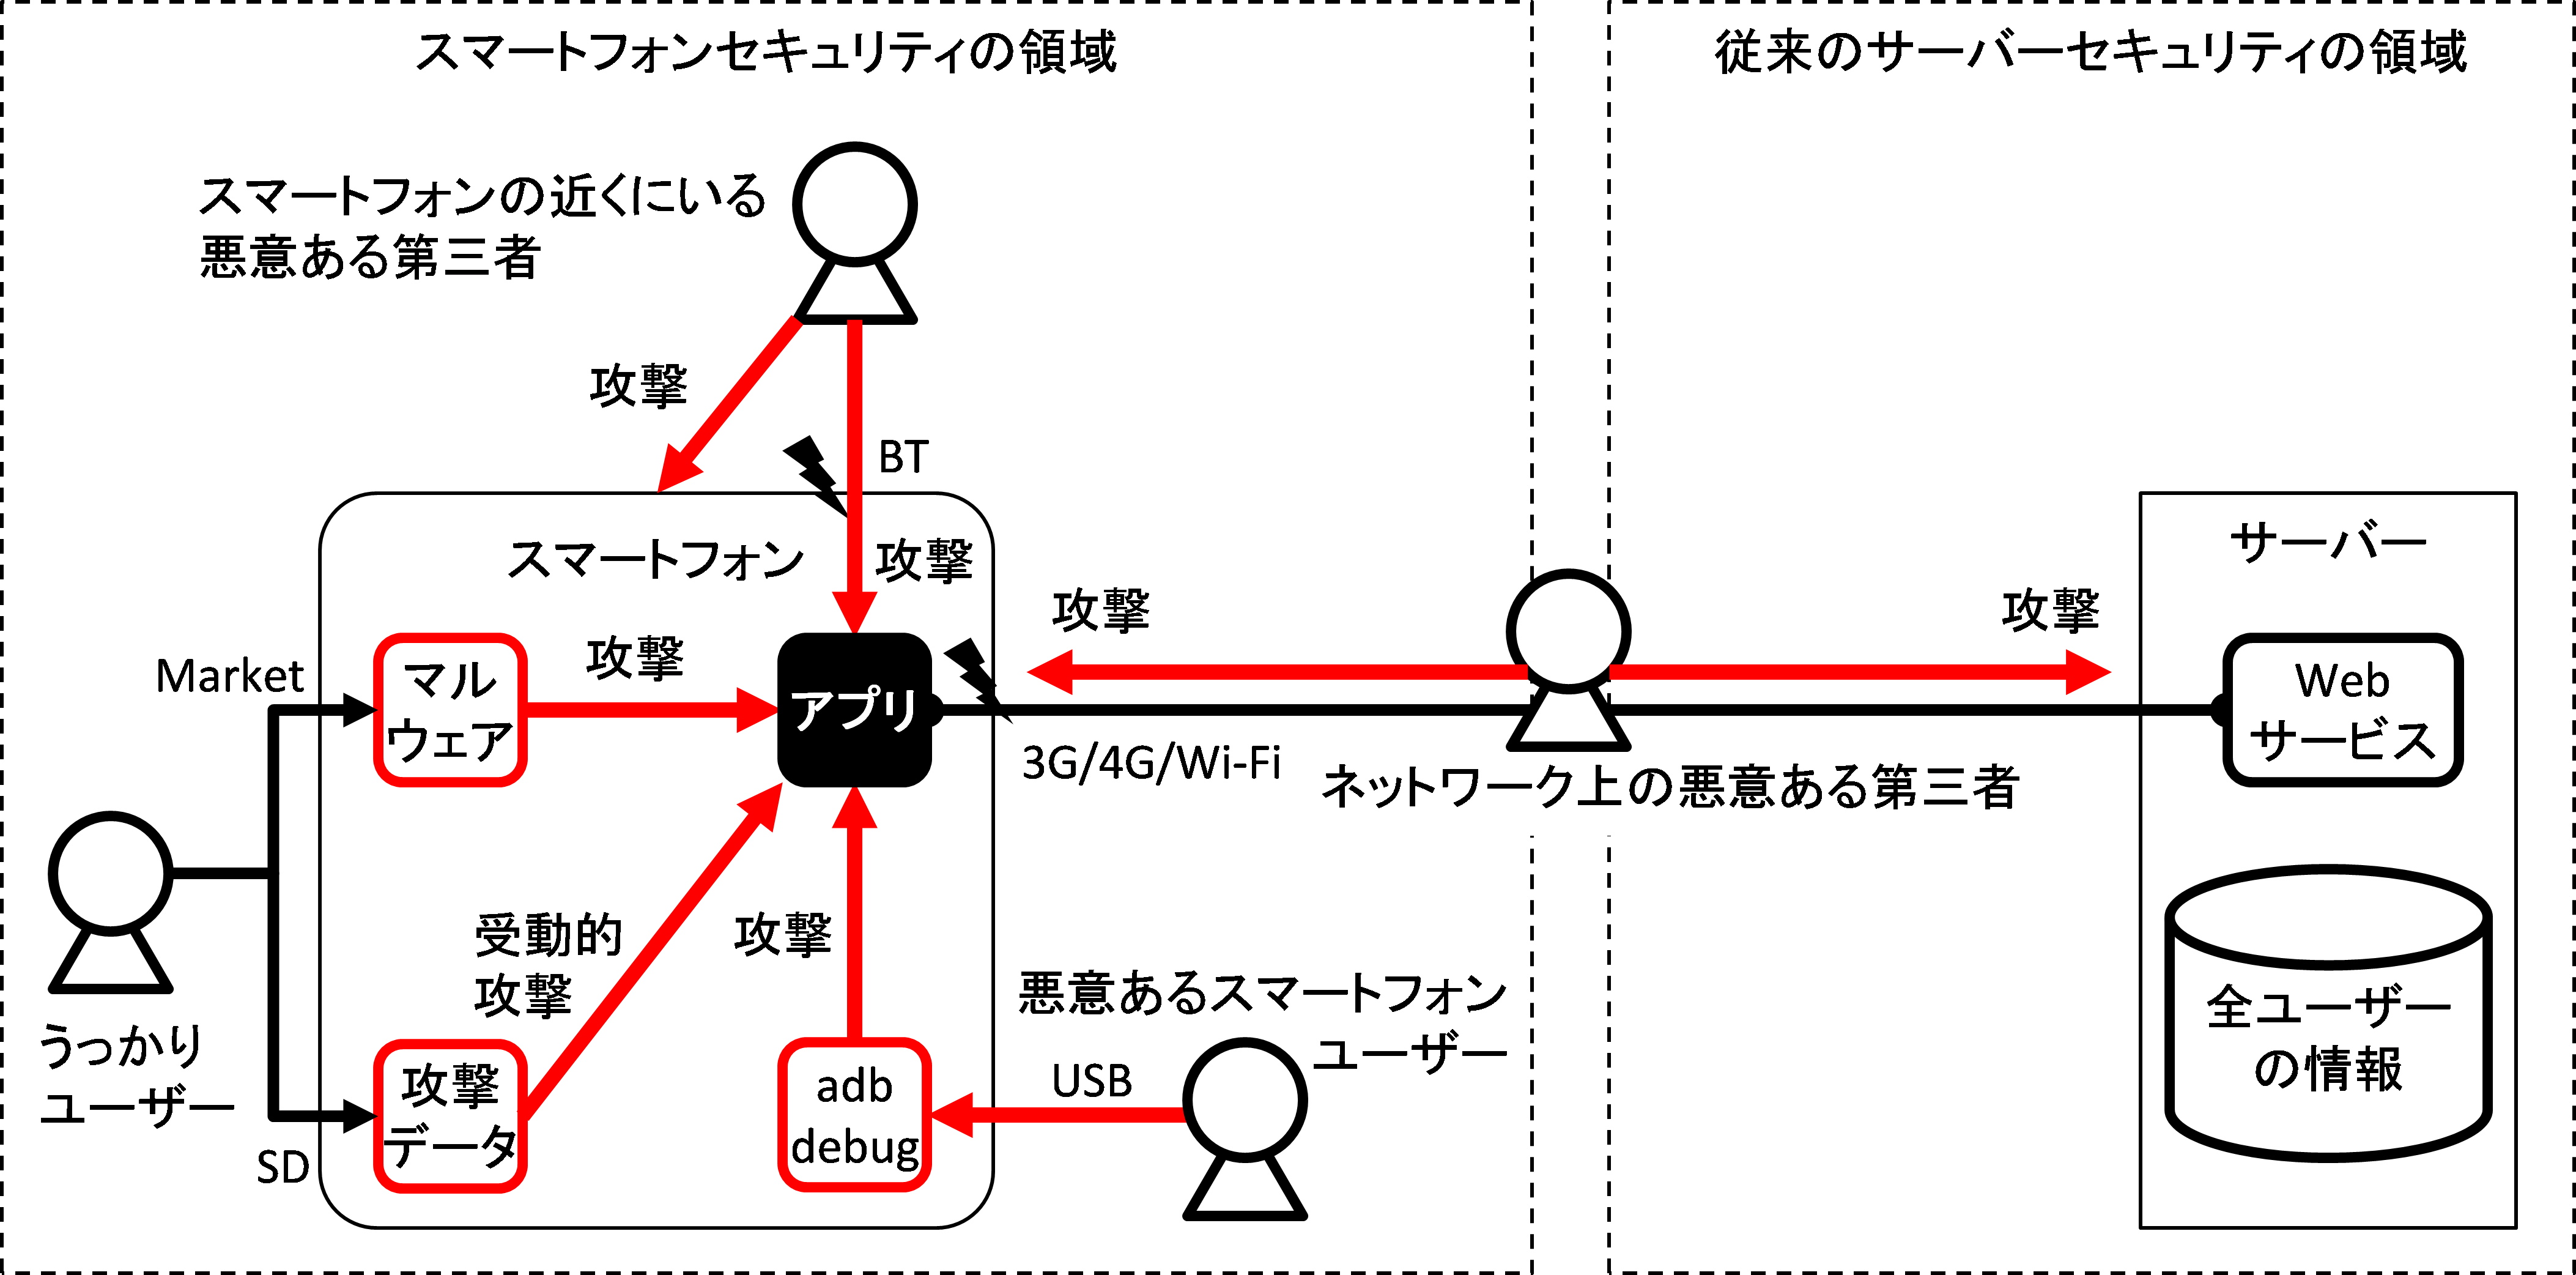 スマートフォンセキュリティの領域
従来のサーバーセキュリティの領域
スマートフォンの近くにいる
悪意ある第三者
攻撃
BT
スマートフォン
攻撃
サーバー
攻撃
攻撃
Market
マル
ウェア
攻撃
アプリ
3G/4G/Wi-Fi
ネットワーク上の悪意ある第三者
Web
サービス
受動的
攻撃
攻撃
悪意あるスマートフォン
ユーザー
うっかり
ユーザー
SD
攻撃
データ
adb
debug
USB
全ユーザー
の情報